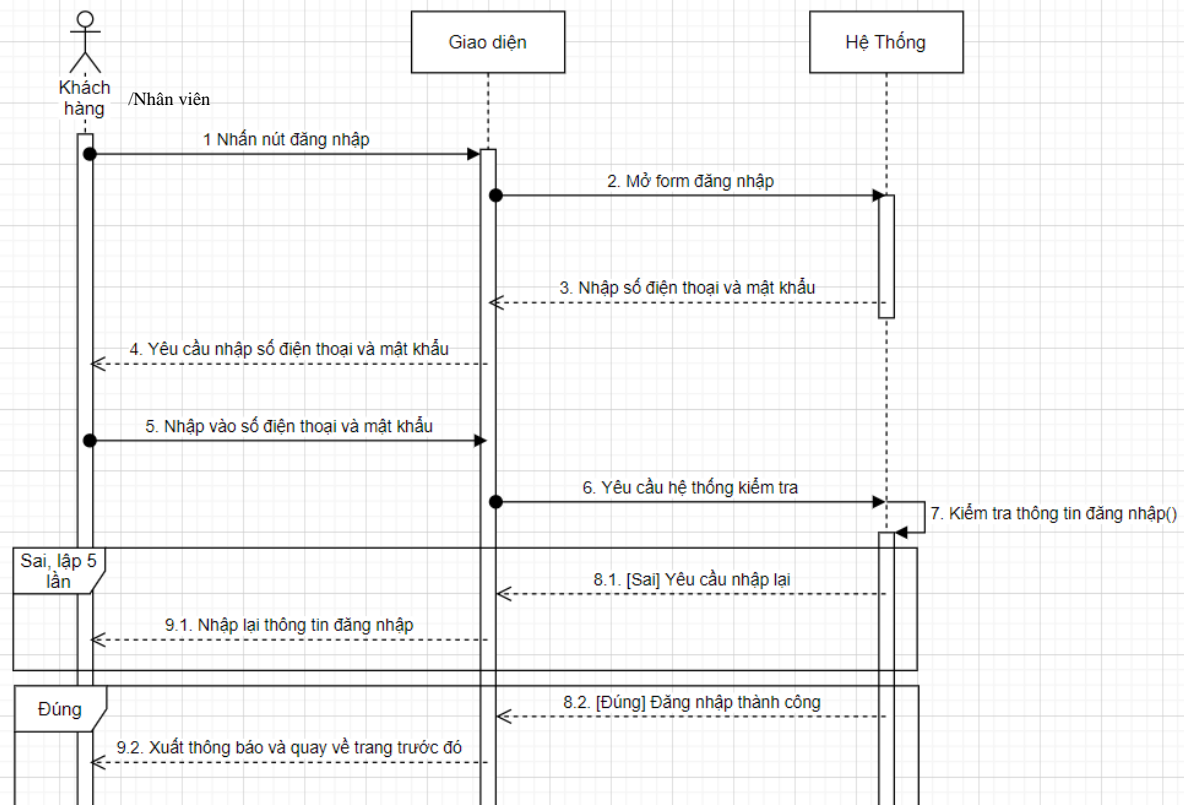 Giao diện
Hệ Thống
Khách
hàng
/Nhân viên
1 Nhấn nút đăng nhập
2. Mở form đăng nhập
3. Nhập số điện thoại và mật khẩu
4. Yêu cầu nhập số điện thoại và mật khẩu
5. Nhập vào số điện thoại và mật khẩu
6. Yêu cầu hệ thống kiểm tra
7. Kiểm tra thông tin đăng nhập()
Sai, lập 5
lần
8.1. [Sai] Yêu cầu nhập lại
9.1. Nhập lại thông tin đăng nhập
Đúng
8.2. [Đúng] Đăng nhập thành công
9.2. Xuất thông báo và quay về trang trước đó